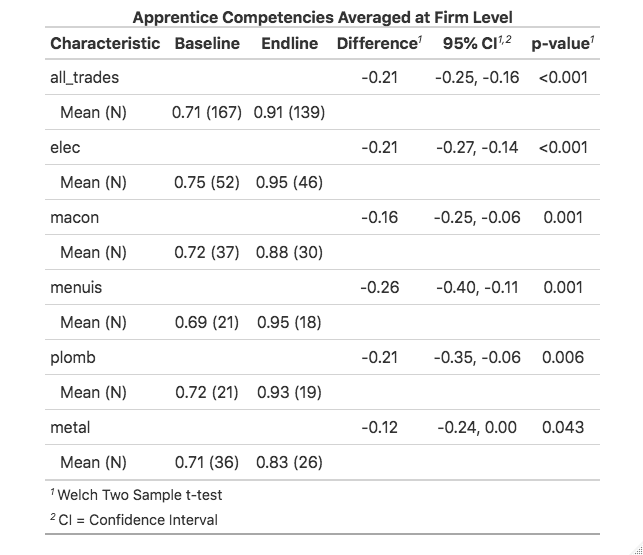 Apprentice Competencies Averaged at Firm Level
Characteristic Baseline Endline Difference1 95% CI1,2 p-value1
all_trades -0.21 -0.25, -0.16 <0.001
Mean (N) 0.71 (167) 0.91 (139)
elec -0.21 -0.27, -0.14 <0.001
Mean (N) 0.75 (52) 0.95 (46)
macon -0.16 -0.25, -0.06 0.001
Mean (N) 0.72 (37) 0.88 (30)
menuis -0.26 -0.40, -0.11 0.001
Mean (N) 0.69 (21) 0.95 (18)
plomb -0.21 -0.35, -0.06 0.006
Mean (N) 0.72 (21) 0.93 (19)
metal -0.12 -0.24, 0.00 0.043
Mean (N) 0.71 (36) 0.83 (26)
1 Welch Two Sample t-test
2 CI = Confidence Interval